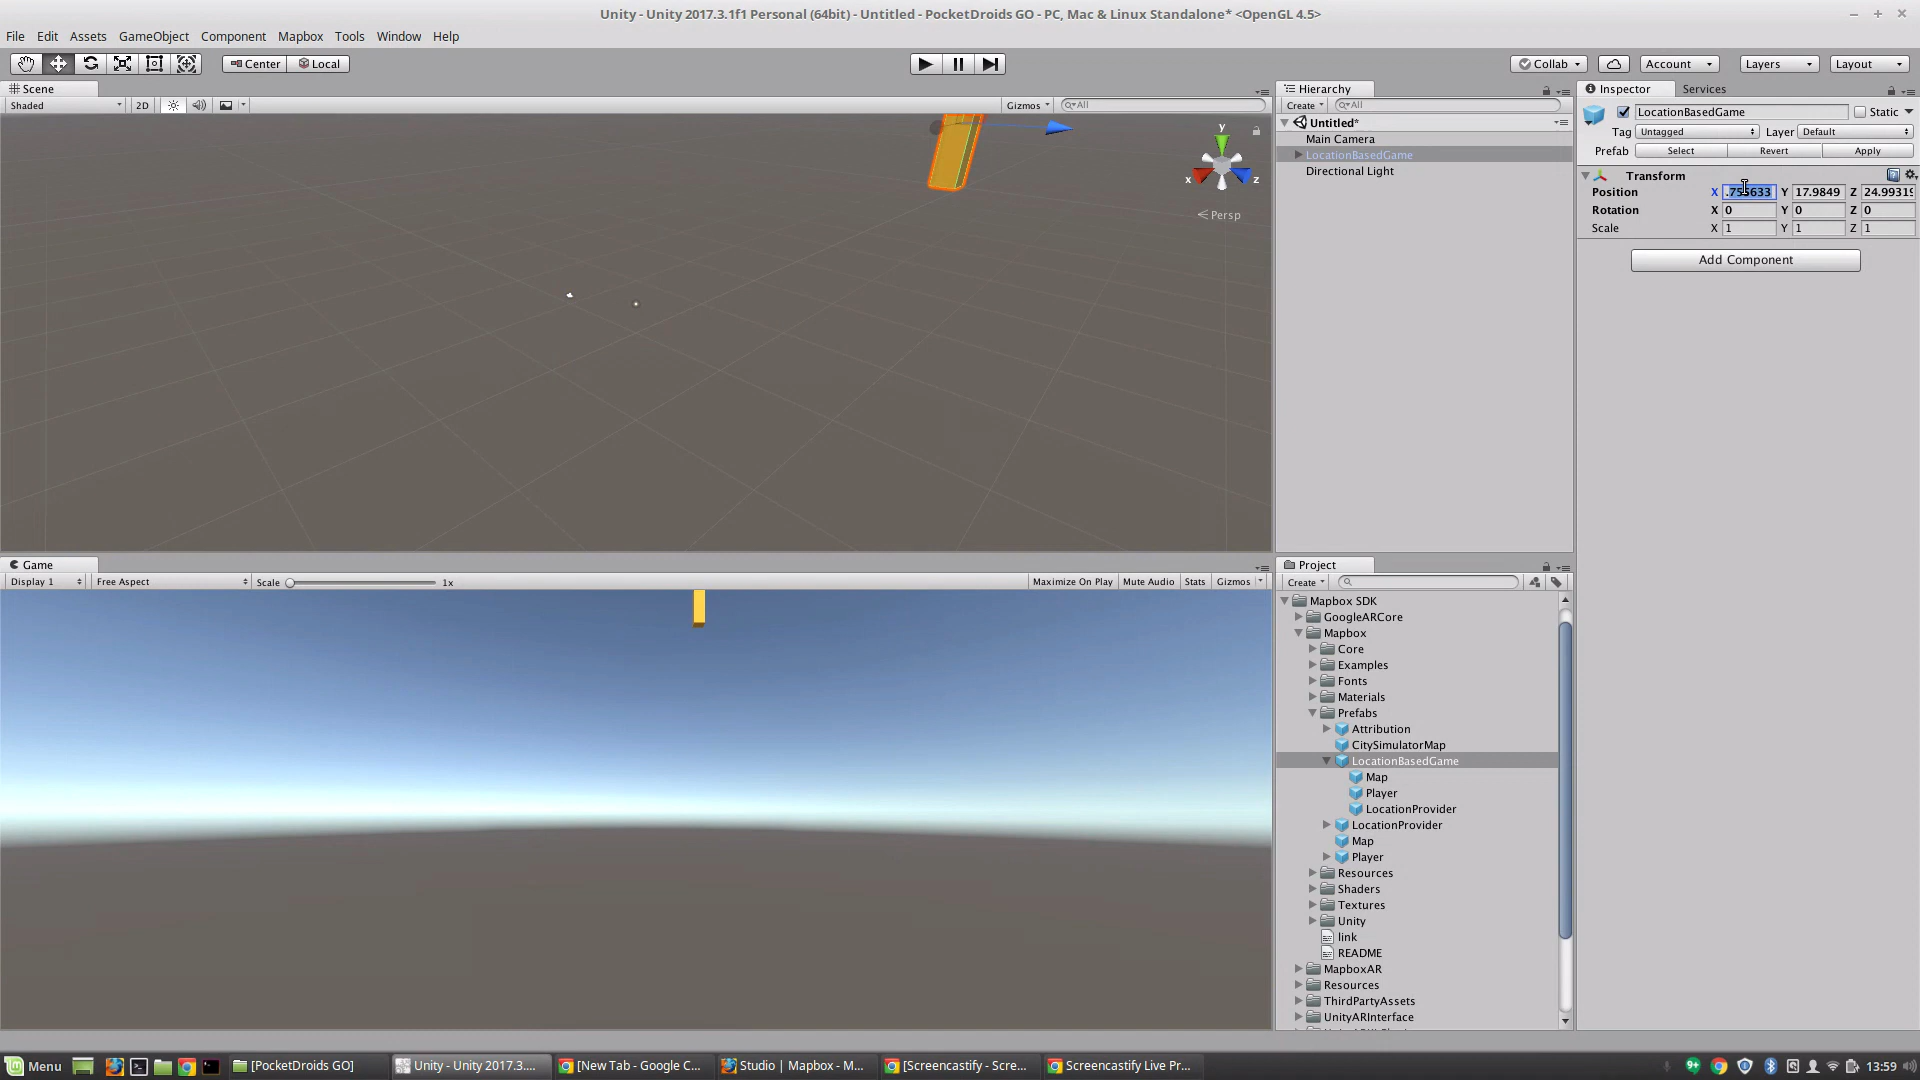 Unity - Unity 2017.3.1f1 Personal (64bit) - Untitled - PocketDroids GO - PC, Mac & Linux Standalone* <OpenGL 4.5>
File Edit Assets GameObject Component Mapbox Tools Window Help
Center Local Collab Account Layers Layout
Scene
Shaded 2D Gizmos All
y
x z
Persp
Hierarchy
Create All
Untitled*
Main Camera
LocationBasedGame
Directional Light
Inspector Services
LocationBasedGame Static
Tag Untagged Layer Default
Prefab Select Revert Apply
Transform
Position X Y 17.9849 Z 24.9931
Rotation X 0 Y 0 Z 0
Scale X 1 Y 1 Z 1
Add Component
Game
Display 1 Free Aspect Scale 1x Maximize On Play Mute Audio Stats Gizmos
Project
Create
Mapbox SDK
GoogleARCore
Mapbox
Core
Examples
Fonts
Materials
Prefabs
Attribution
CitySimulatorMap
LocationBasedGame
Map
Player
LocationProvider
LocationProvider
Map
Player
Resources
Shaders
Textures
Unity
link
README
MapboxAR
Resources
ThirdPartyAssets
UnityARInterface
Menu [PocketDroids GO] Unity - Unity 2017.3.... [New Tab - Google C... Studio | Mapbox - M... [Screencastify - Scre... Screencastify Live Pr... 13:59